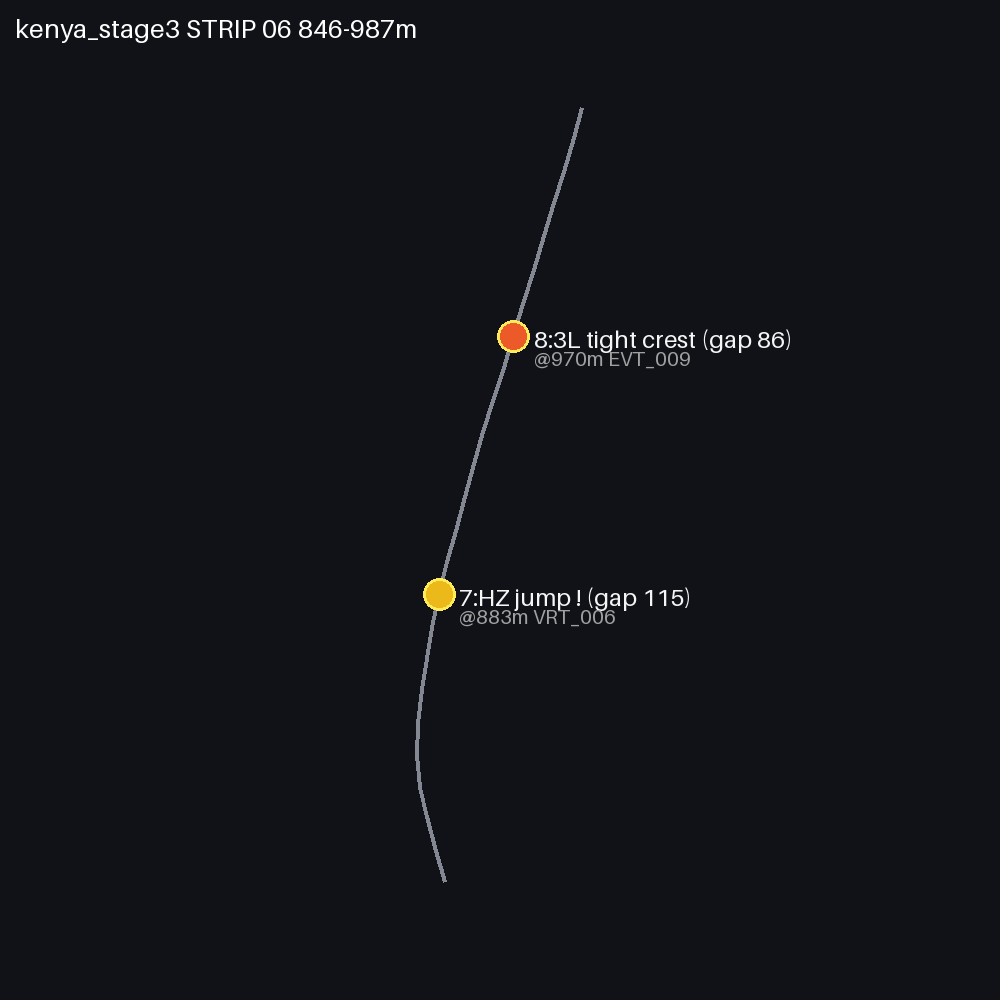 kenya_stage3 STRIP 06 846-987m
8:3L tight crest (gap 86)
@970m EVT_009
7:HZ jump ! (gap 115)
@883m VRT_006